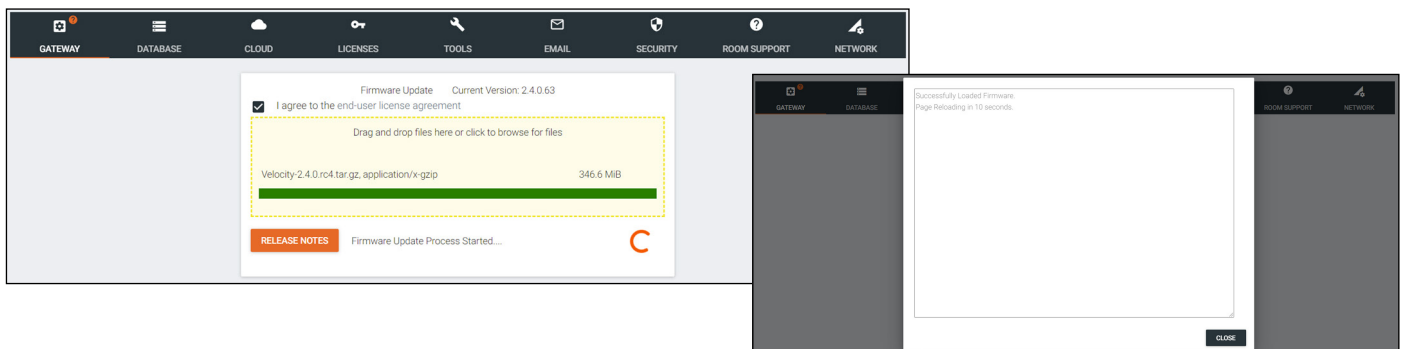 GATEWAY DATABASE CLOUD LICENSES TOOLS EMAIL SECURITY ROOM SUPPORT NETWORK
Firmware Update Current Version: 2.4.0.63
I agree to the end-user license agreement
Drag and drop files here or click to browse for files
Velocity-2.4.0.rc4.tar.gz, application/x-gzip 346.6 MiB
RELEASE NOTES Firmware Update Process Started....
GATEWAY DATABASE ROOM SUPPORT NETWORK
Successfully Loaded Firmware.
Page Reloading in 10 seconds.
CLOSE